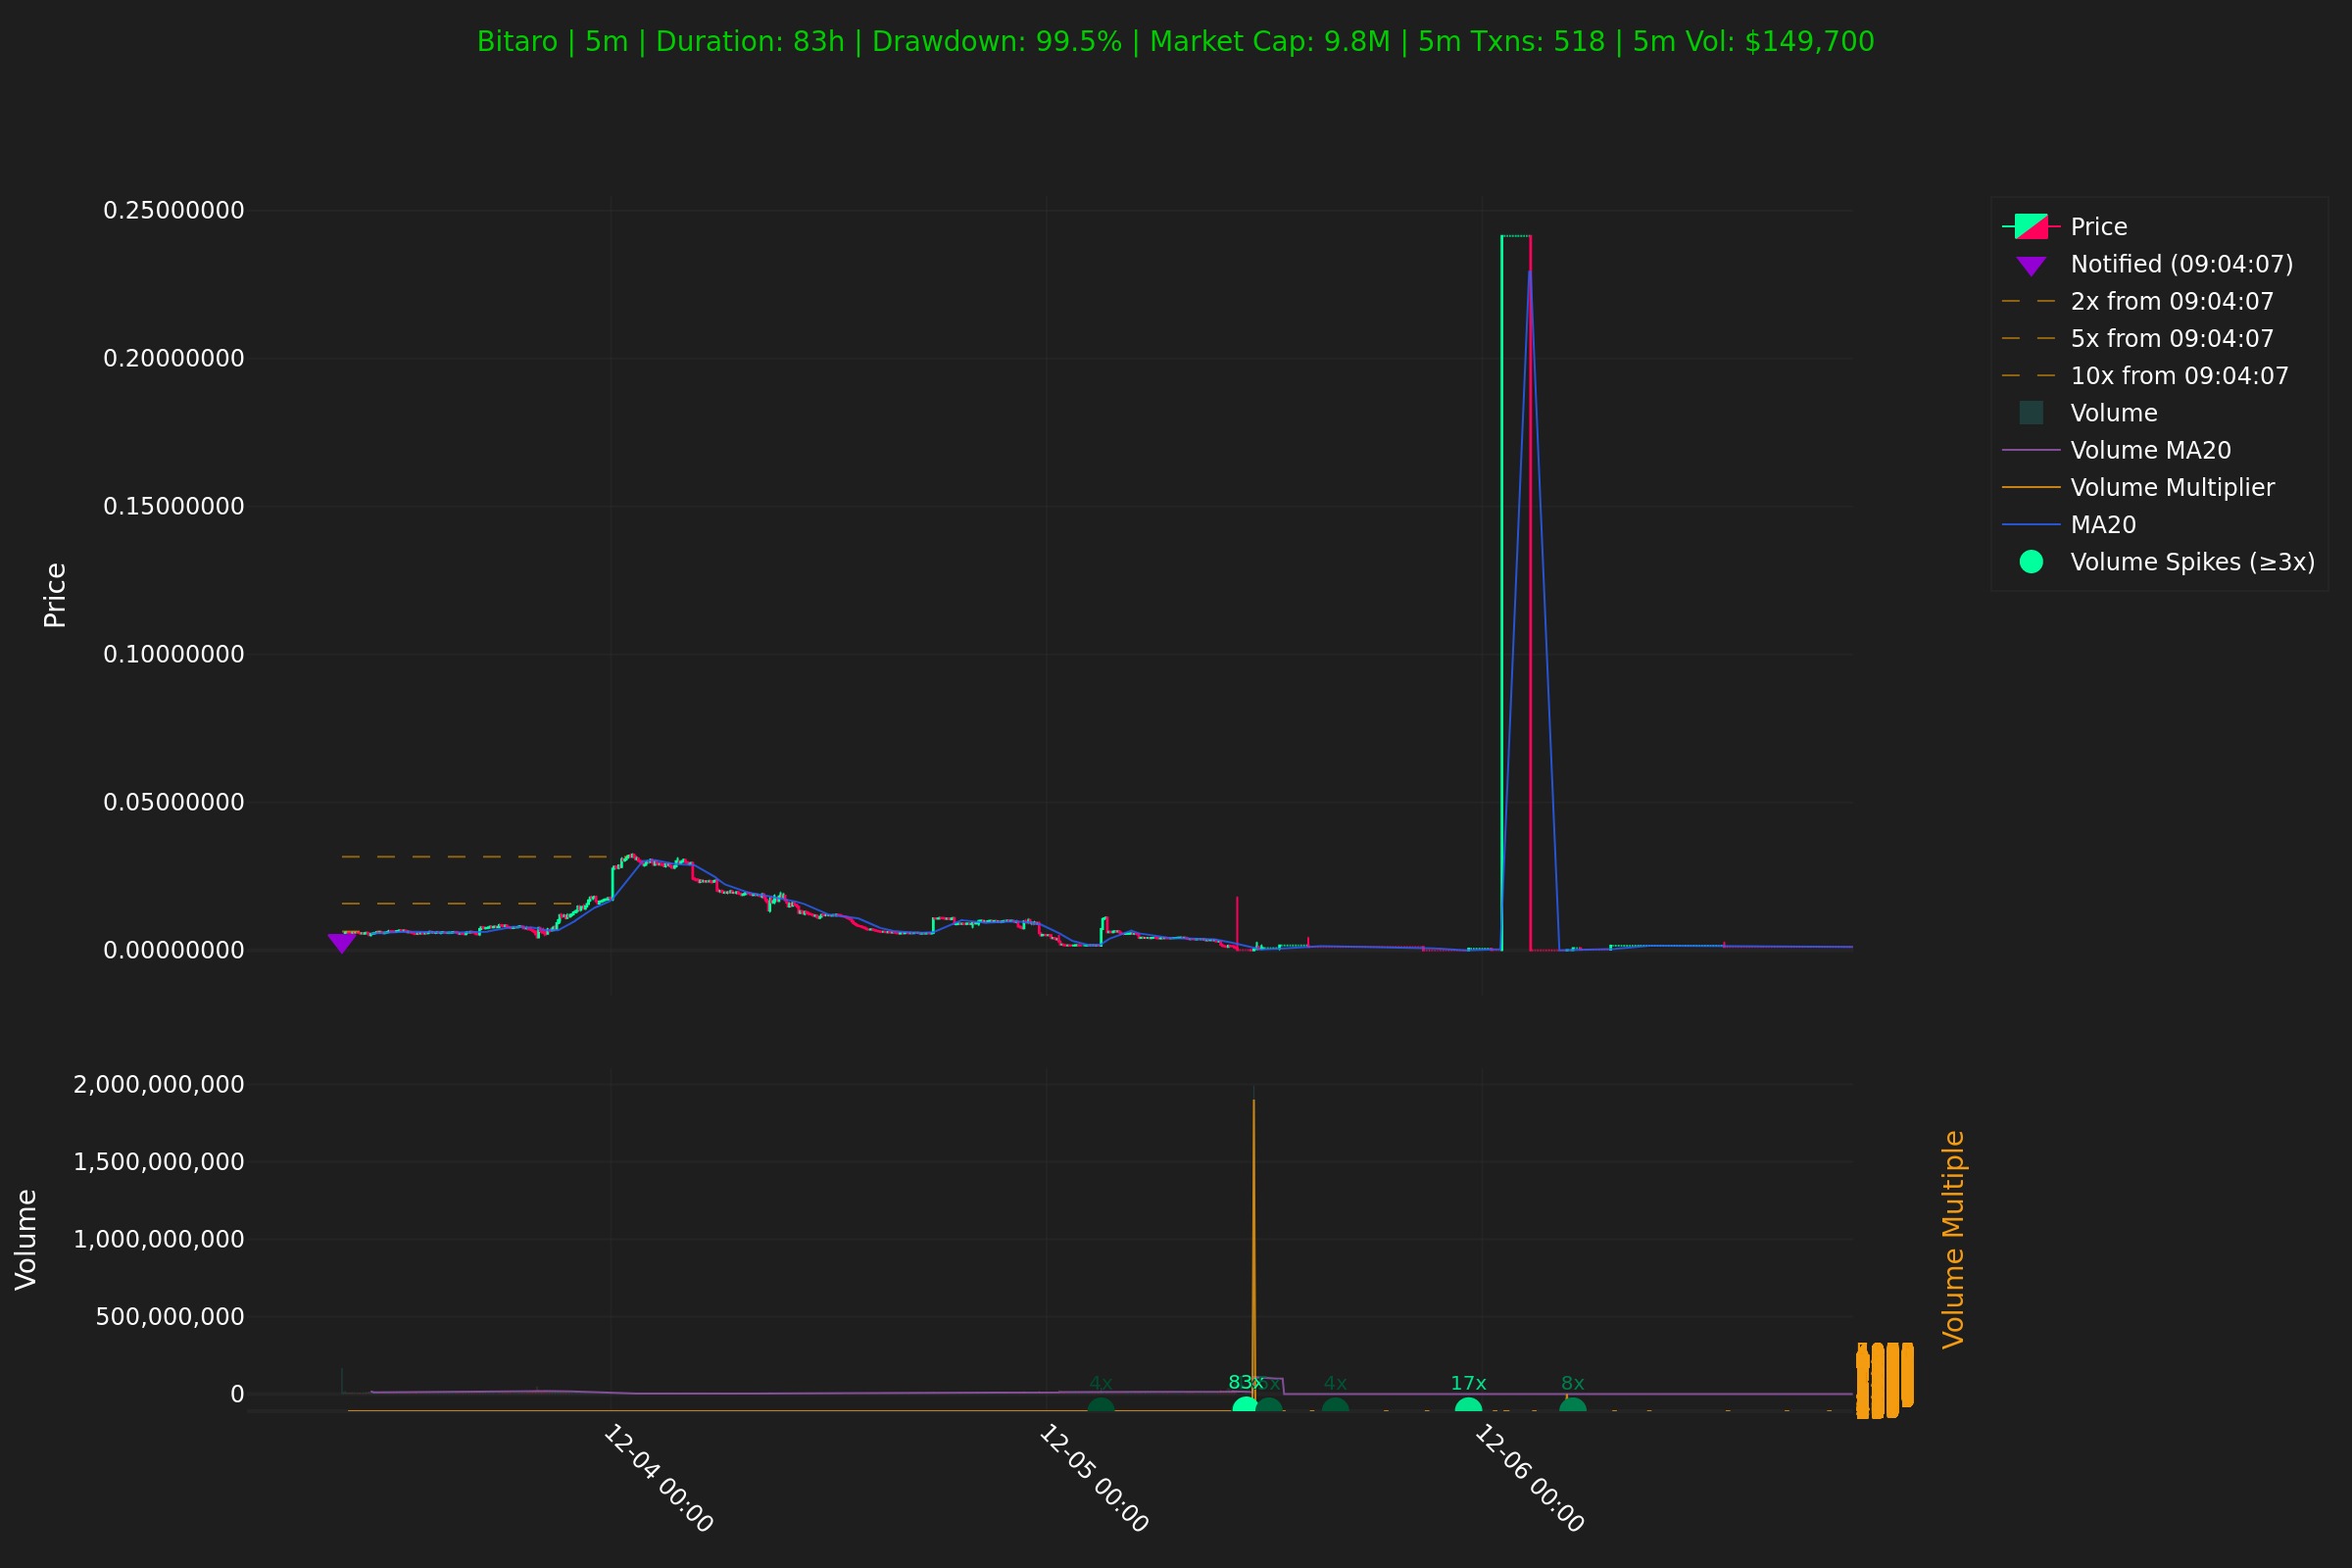 Bitaro | 5m | Duration: 83h | Drawdown: 99.5% | Market Cap: 9.8M | 5m Txns: 518 | 5m Vol: $149,700
Price
0.25000000
0.20000000
0.15000000
0.10000000
0.05000000
0.00000000
Price
Notified (09:04:07)
2x from 09:04:07
5x from 09:04:07
10x from 09:04:07
Volume
Volume MA20
Volume Multiplier
MA20
Volume Spikes (≥3x)
Volume
2,000,000,000
1,500,000,000
1,000,000,000
500,000,000
0
4x
83x
4x
17x
8x
Volume Multiple
12-04 00:00
12-05 00:00
12-06 00:00